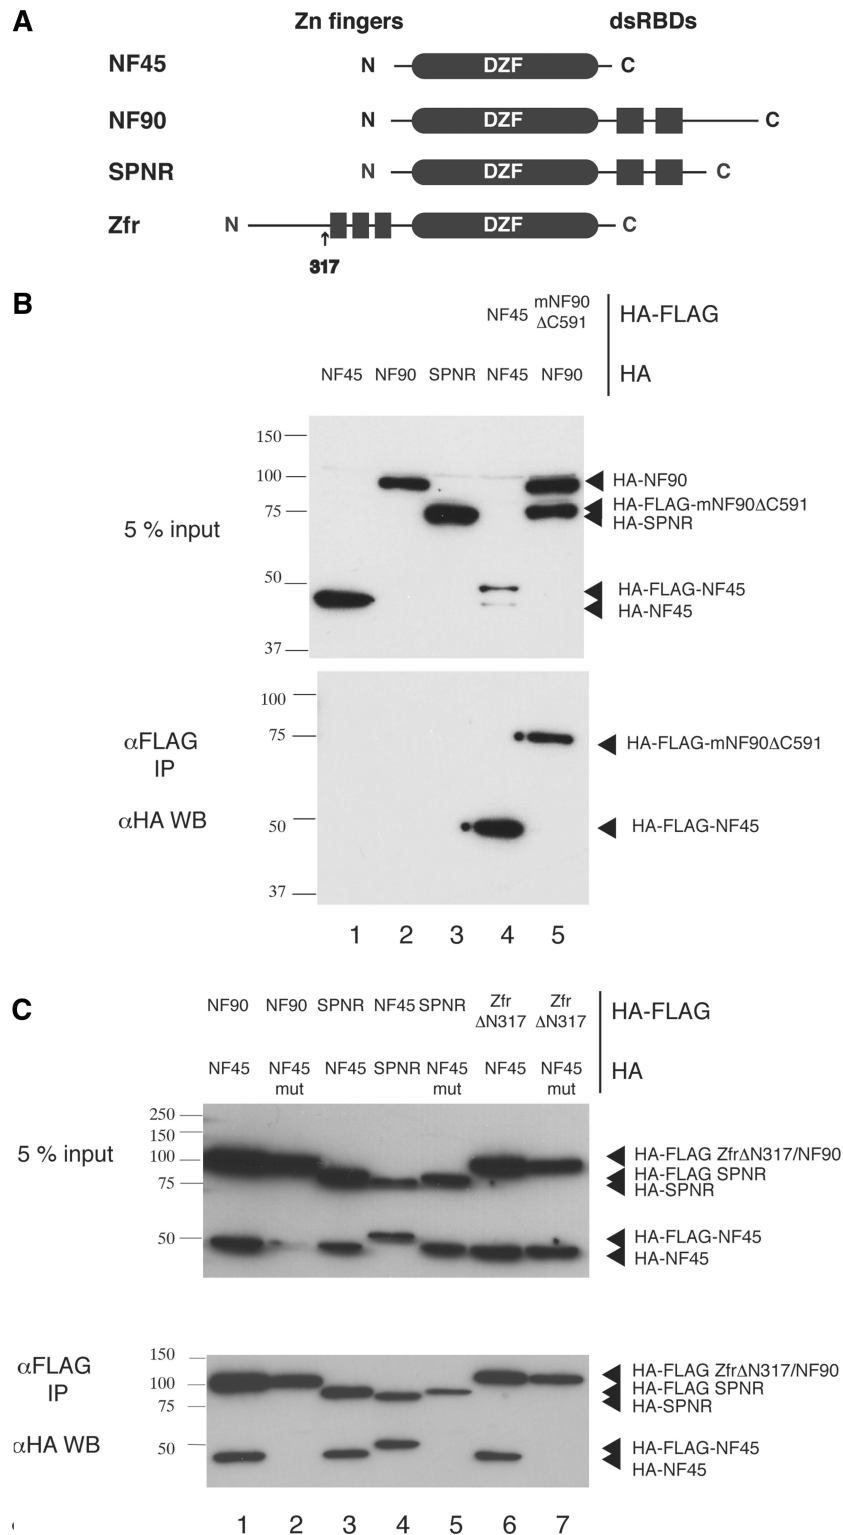 A
Zn fingers dsRBDs
NF45 N DZF C
NF90 N DZF C
SPNR N DZF C
Zfr N DZF C
317
B
NF45 mNF90 ΔC591 HA-FLAG
NF45 NF90 SPNR NF45 NF90 HA
150
100
75
50
37
5 % input
HA-NF90
HA-FLAG-mNF90ΔC591
HA-SPNR
HA-FLAG-NF45
HA-NF45
100
75
50
37
αFLAG
IP
αHA WB
HA-FLAG-mNF90ΔC591
HA-FLAG-NF45
1 2 3 4 5
C
NF90 NF90 SPNR NF45 SPNR Zfr ΔN317 Zfr ΔN317 HA-FLAG
NF45 NF45 mut NF45 SPNR NF45 mut NF45 NF45 mut HA
250
150
100
75
50
5 % input
HA-FLAG ZfrΔN317/NF90
HA-FLAG SPNR
HA-SPNR
HA-FLAG-NF45
HA-NF45
150
100
75
50
αFLAG
IP
αHA WB
HA-FLAG ZfrΔN317/NF90
HA-FLAG SPNR
HA-SPNR
HA-FLAG-NF45
HA-NF45
1 2 3 4 5 6 7